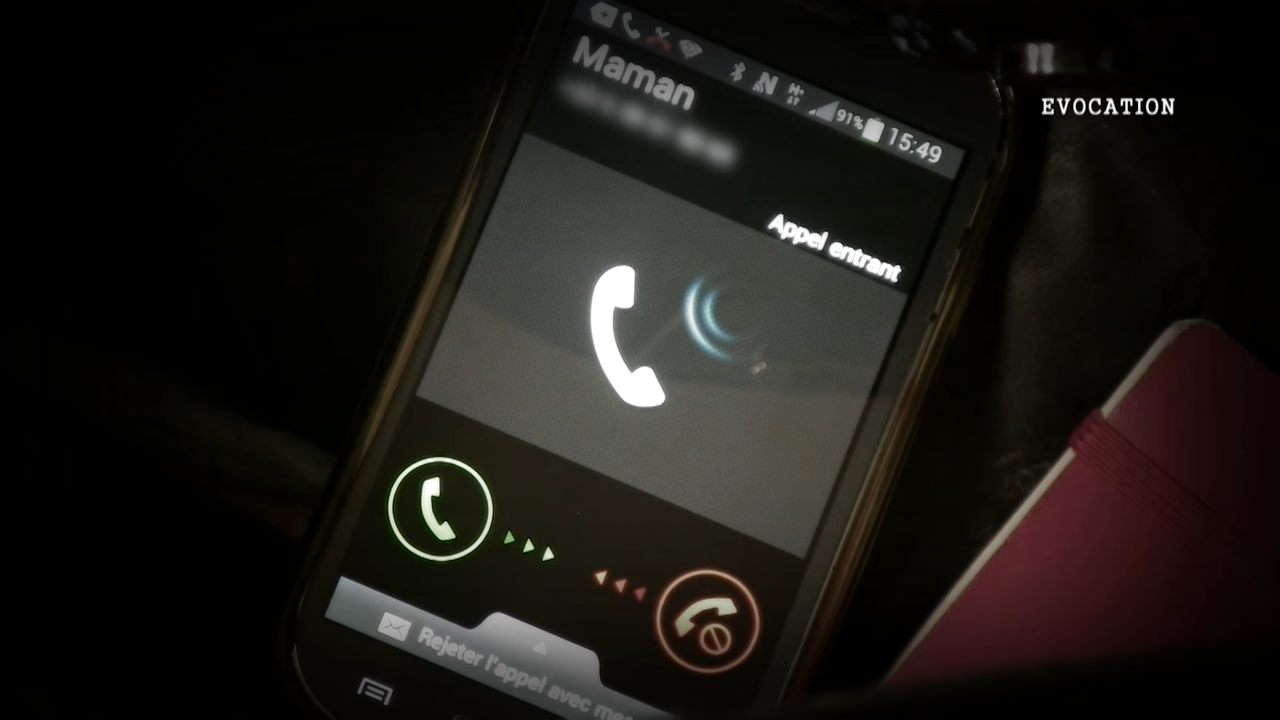 91% 15:49
Maman
EVOCATION
Appel entrant
Rejeter l'appel avec